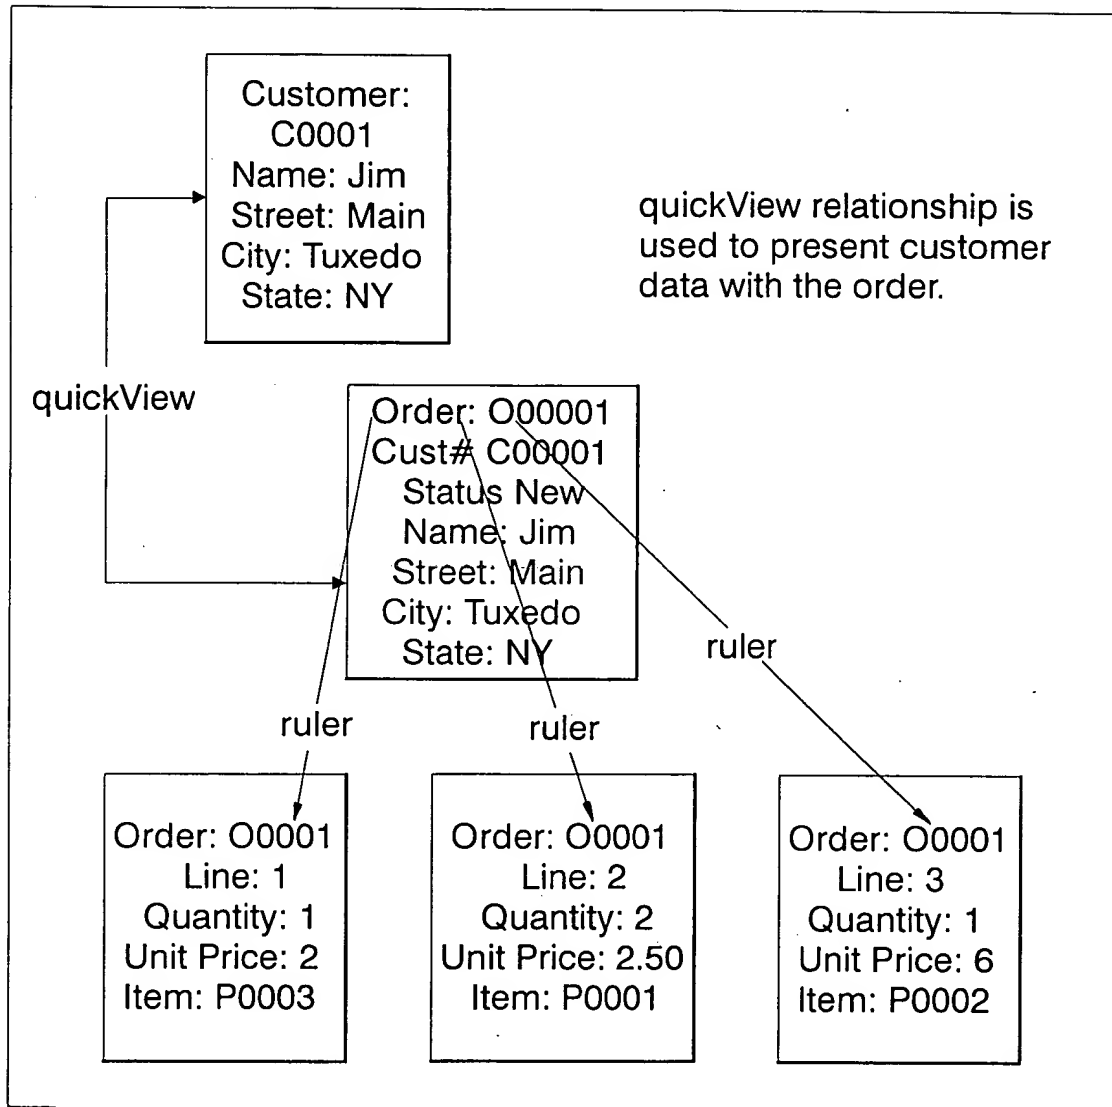 Customer:
C0001
Name: Jim
Street: Main
City: Tuxedo
State: NY
quickView relationship is
used to present customer
data with the order.
quickView
Order: O00001
Cust# C00001
Status New
Name: Jim
Street: Main
City: Tuxedo
State: NY
ruler
ruler
ruler
Order: O0001
Line: 1
Quantity: 1
Unit Price: 2
Item: P0003
Order: O0001
Line: 2
Quantity: 2
Unit Price: 2.50
Item: P0001
Order: O0001
Line: 3
Quantity: 1
Unit Price: 6
Item: P0002